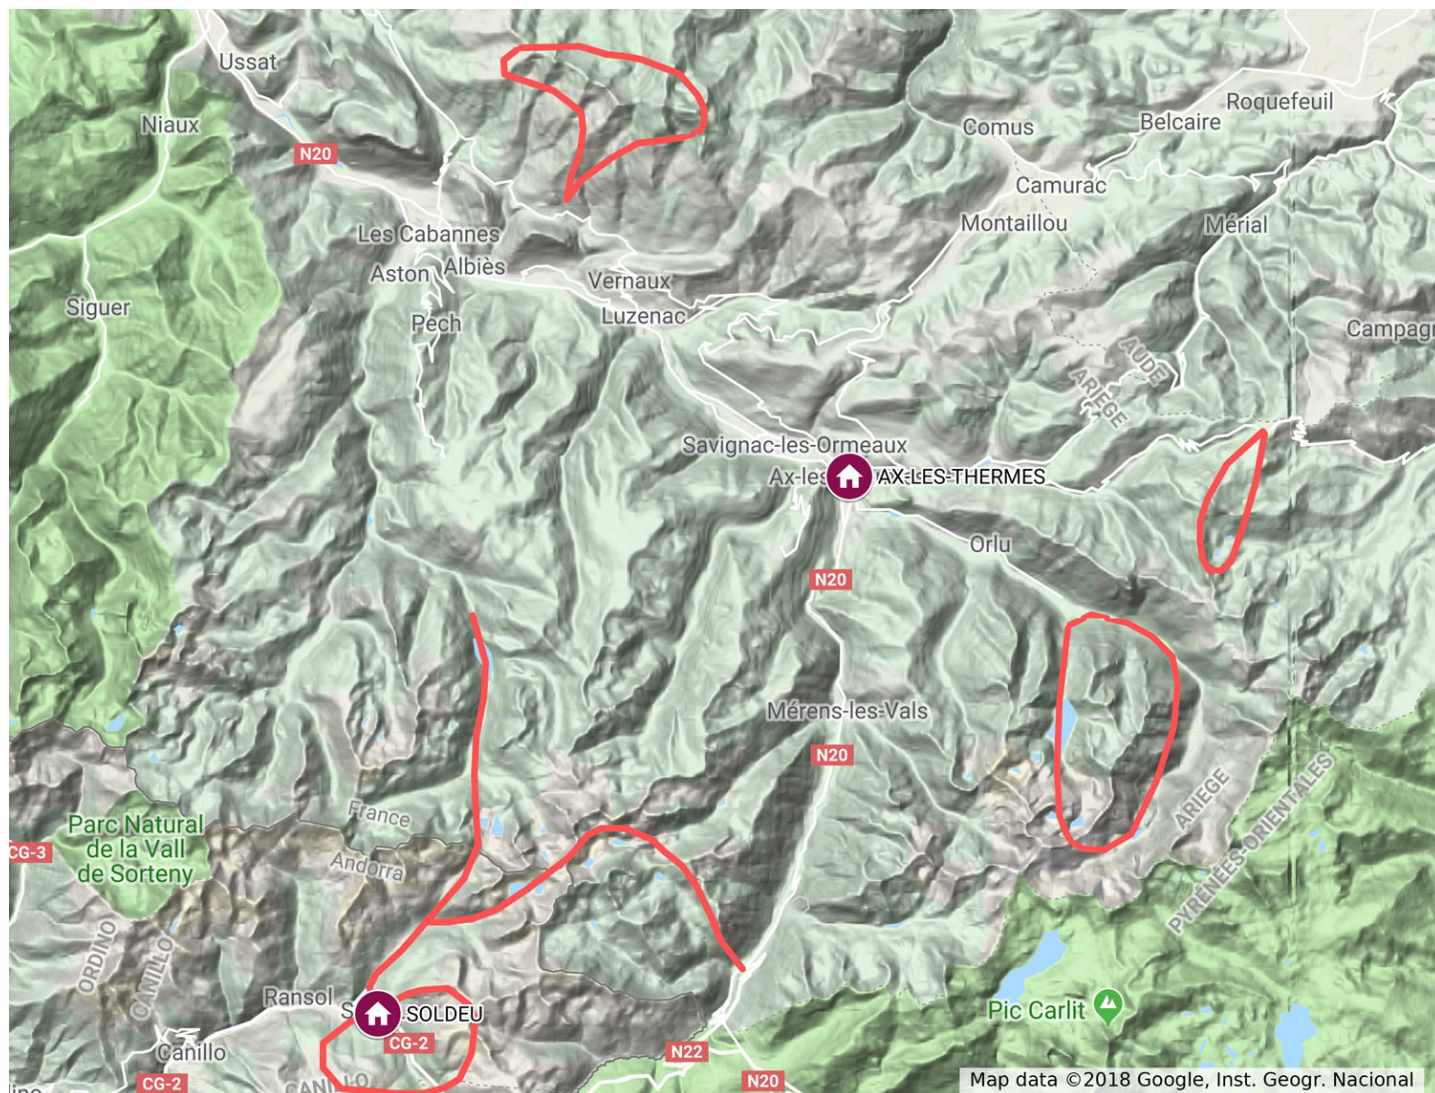 Ussat
Roquefeuil
Niaux
Comus
Belcaire
N20
Camurac
Montaillou
Mérial
Les Cabannes
Aston
Albiès
Vernaux
Siguer
Pech
Luzenac
Campagn
AUDE
ARIÈGE
Savignac-les-Ormeaux
Ax-les
AX-LES-THERMES
Orlu
N20
Mérens-les-Vals
N20
ARIEGE
PYRÉNÉES-ORIENTALES
France
Parc Natural
de la Vall
de Sorteny
CG-3
Andorra
ORDINO
CANILLO
Ransol
S
SOLDEU
Pic Carlit
CG-2
Canillo
N22
CG-2
CANILLO
N20
Map data ©2018 Google, Inst. Geogr. Nacional